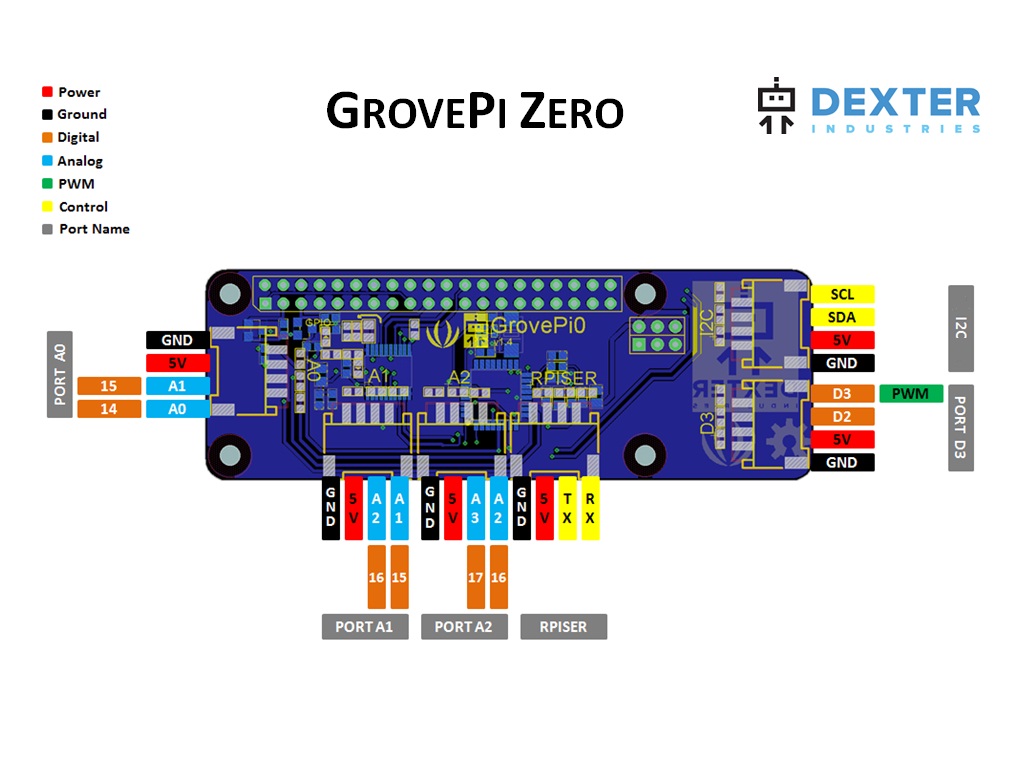 GROVEPI ZERO
DEXTER
INDUSTRIES
Power
Ground
Digital
Analog
PWM
Control
Port Name
PORT A0
GND
5V
15 A1
14 A0
GPIO
GrovePi0
v1.4
A0
A1
A2
RPISER
I2C
D3
DEXTER
INDUSTRIES
SCL
SDA
5V
GND
I2C
D3 PWM
D2
5V
GND
PORT D3
GND
5V
A2
A1
GND
5V
A3
A2
GND
5V
TX
RX
16 15 17 16
PORT A1 PORT A2 RPISER